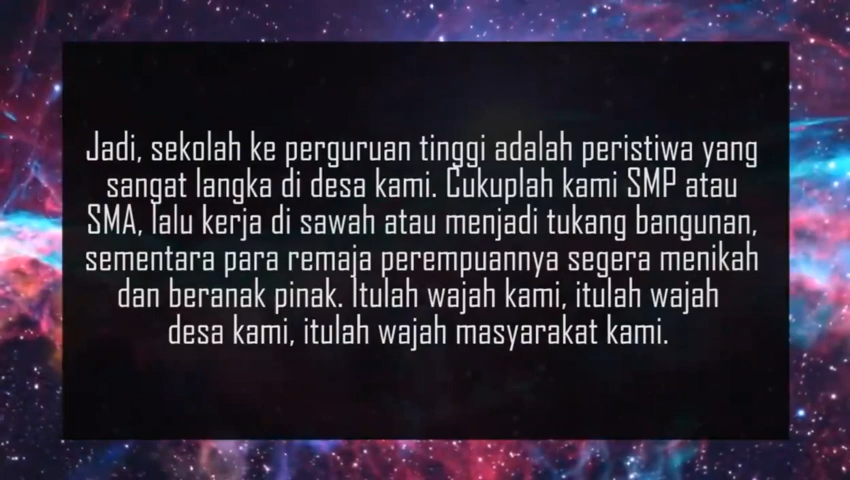 Jadi, sekolah ke perguruan tinggi adalah peristiwa yang
sangat langka di desa kami. Cukuplah kami SMP atau
SMA, lalu kerja di sawah atau menjadi tukang bangunan,
sementara para remaja perempuannya segera menikah
dan beranak pinak. Itulah wajah kami, itulah wajah
desa kami, itulah wajah masyarakat kami.